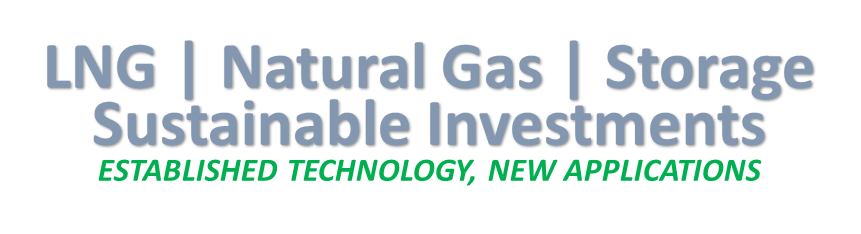 LNG | Natural Gas | Storage
Sustainable Investments
ESTABLISHED TECHNOLOGY, NEW APPLICATIONS